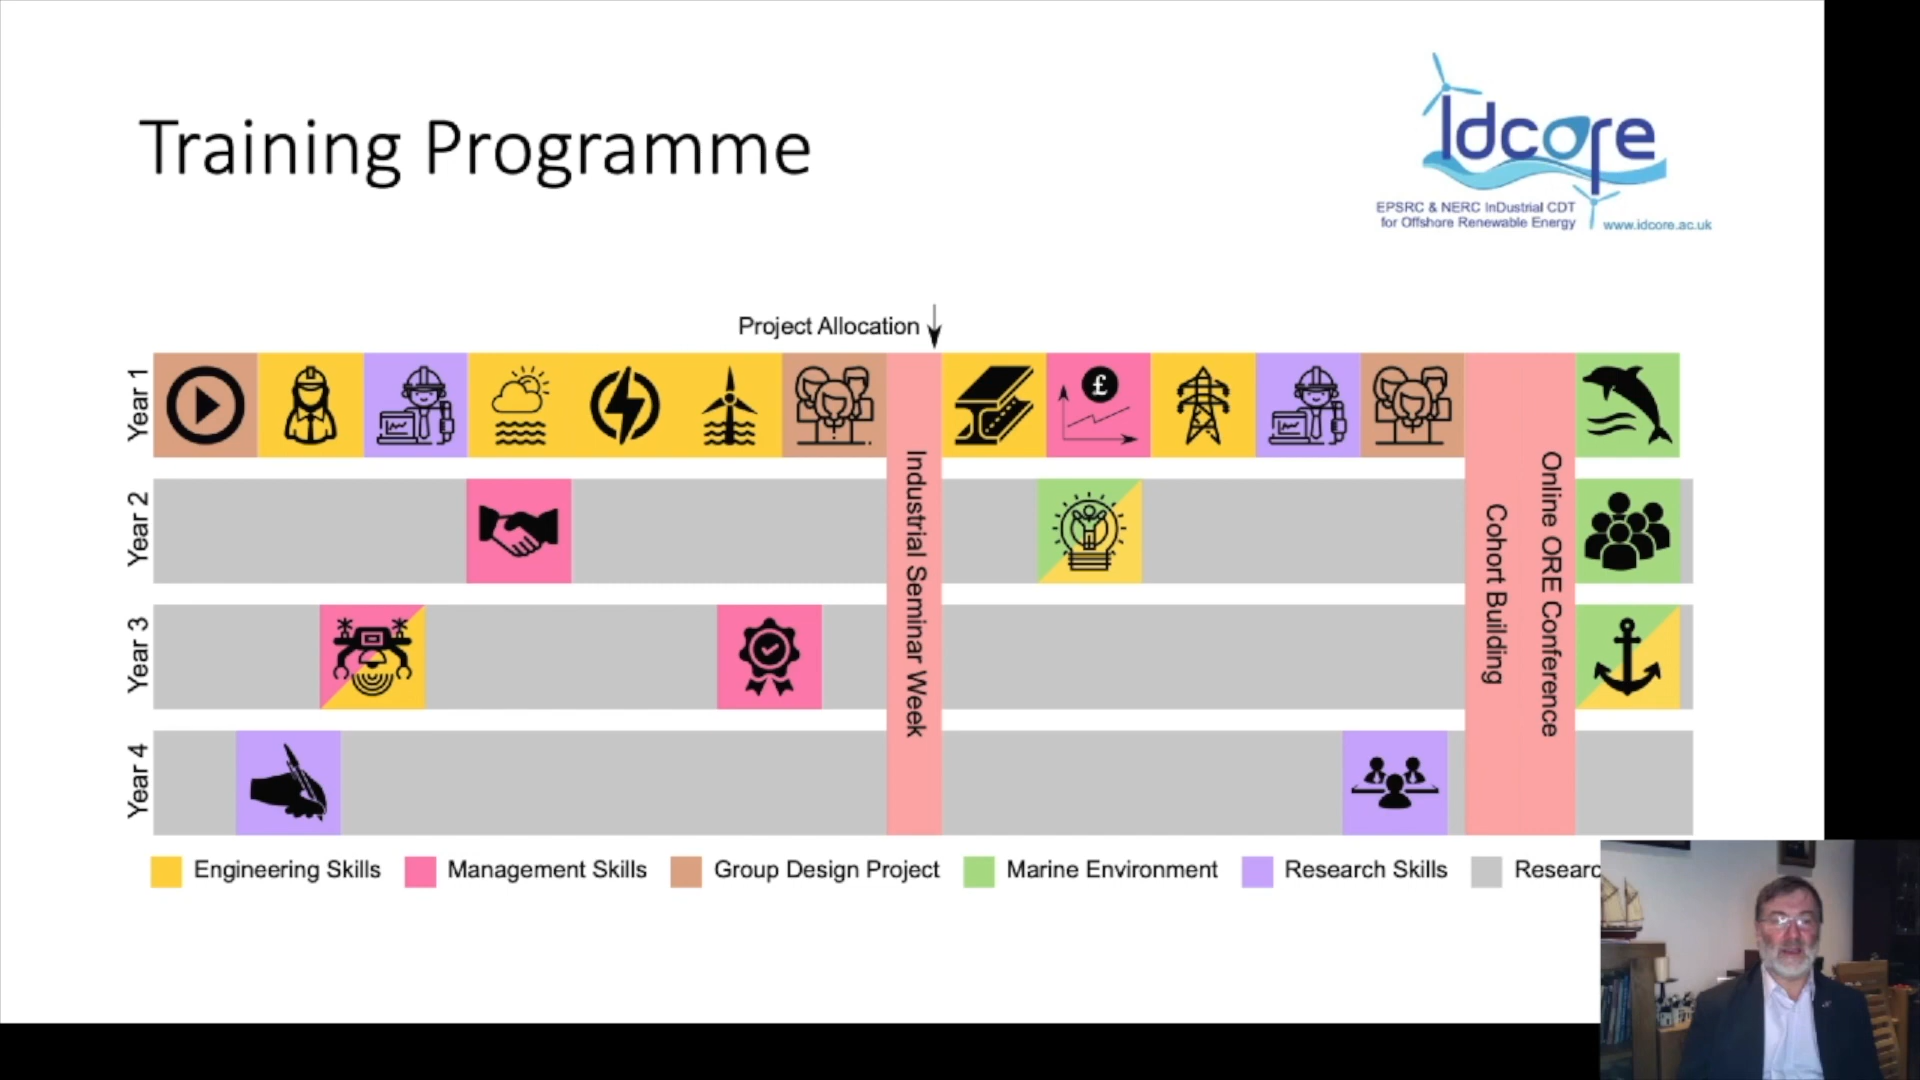 Training Programme
Idcore
EPSRC & NERC InDustrial CDT
for Offshore Renewable Energy
www.idcore.ac.uk
Project Allocation
Year 1
£
Year 2
Year 3
Year 4
Industrial Seminar Week
Cohort Building
Online ORE Conference
Engineering Skills
Management Skills
Group Design Project
Marine Environment
Research Skills